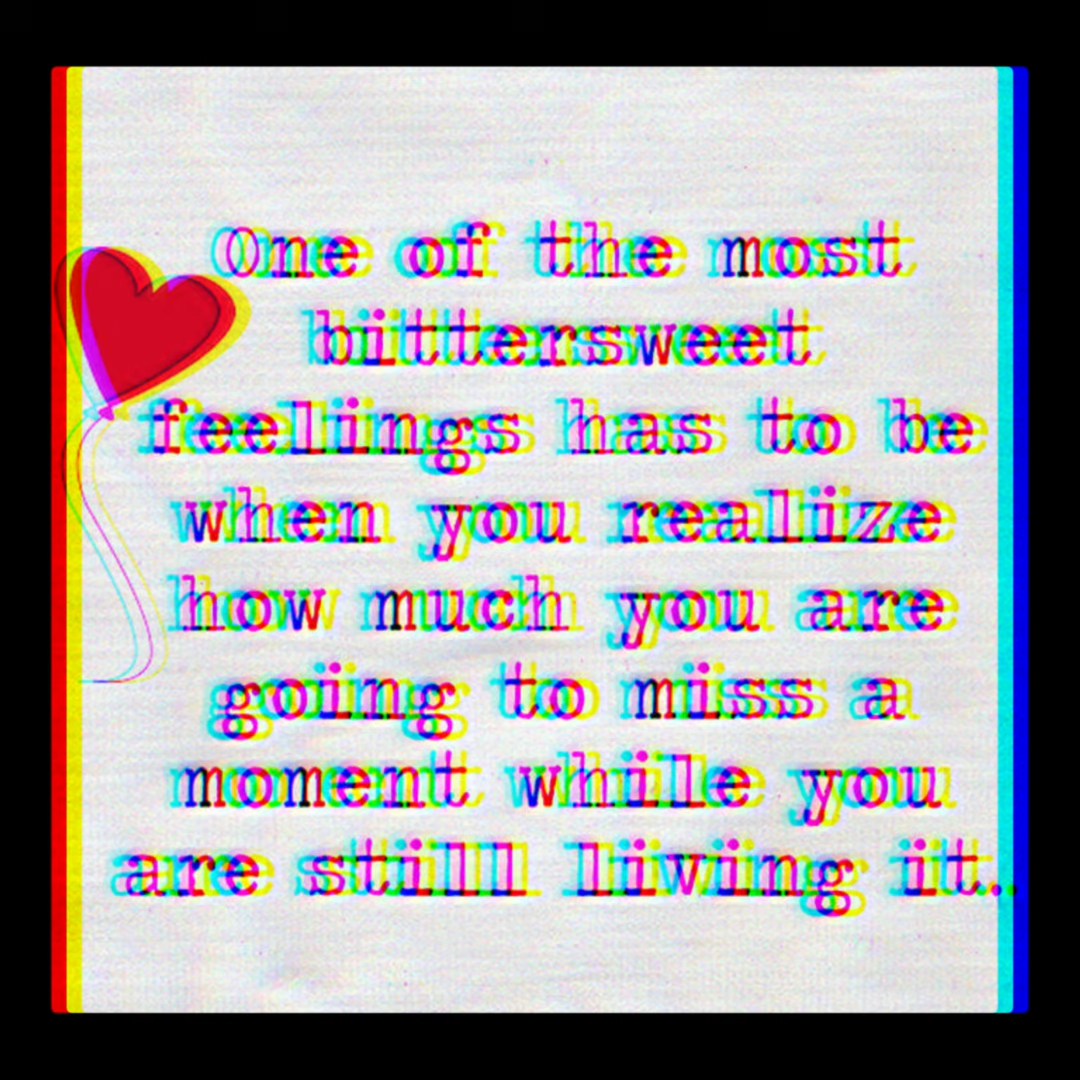 One of the most
bittersweet
feelings has to be
when you realize
how much you are
going to miss a
moment while you
are still living it..